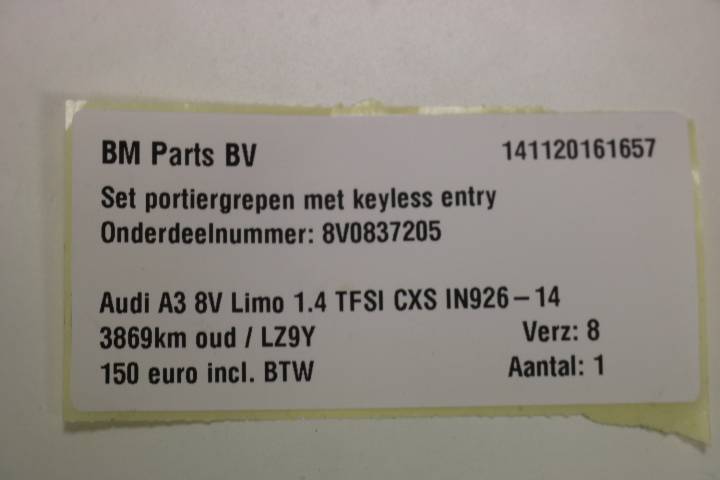 BM Parts BV 141120161657
Set portiergrepen met keyless entry
Onderdeelnummer: 8V0837205
Audi A3 8V Limo 1.4 TFSI CXS IN926-14
3869km oud / LZ9Y Verz: 8
150 euro incl. BTW Aantal: 1